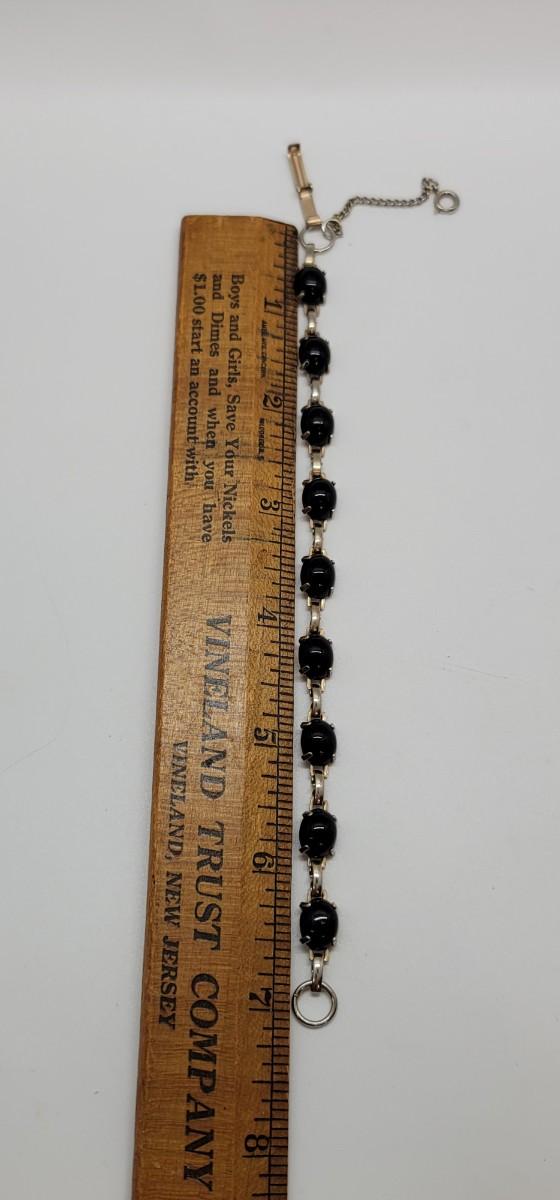 Boys and Girls, Save Your Nickels
and Dimes and when you have
$1.00 start an account with
VINELAND TRUST COMPANY
VINELAND, NEW JERSEY
1
2
3
4
5
6
7
8